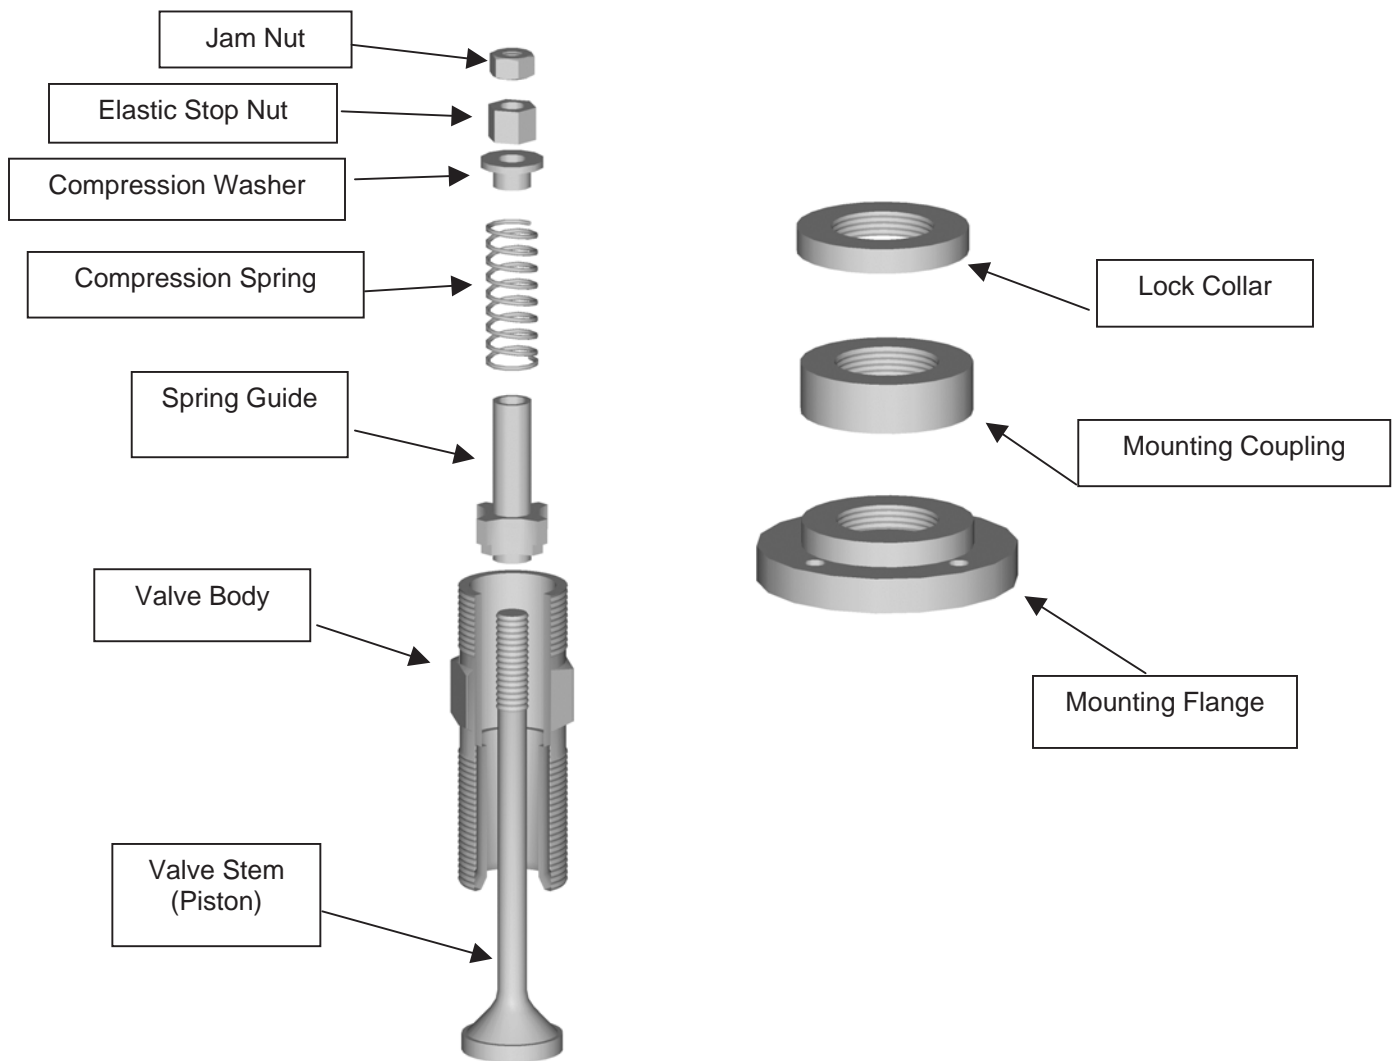 Jam Nut
Elastic Stop Nut
Compression Washer
Compression Spring
Spring Guide
Valve Body
Valve Stem
(Piston)
Lock Collar
Mounting Coupling
Mounting Flange